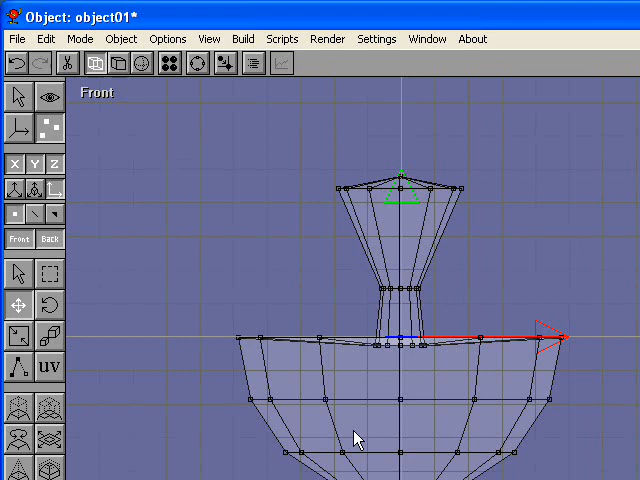 Object: object01*
File Edit Mode Object Options View Build Scripts Render Settings Window About
Front
X Y Z
Front Back
uv